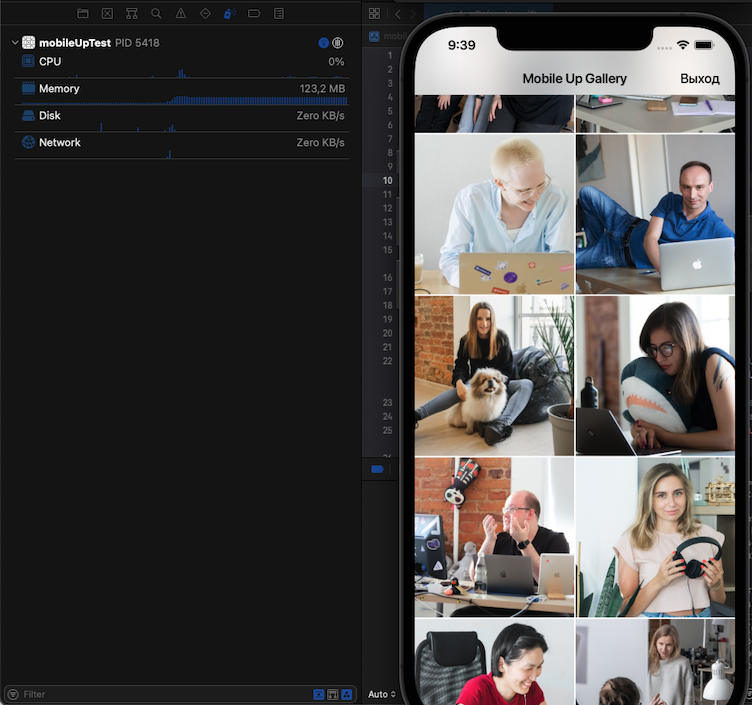 mobileUpTest PID 5418
CPU 0%
Memory 123,2 MB
Disk Zero KB/s
Network Zero KB/s
Filter
mobil
1
2
3
4
5
6
7
8
9
10
11
12
13
14
15
16
17
18
19
20
21
22
23
24
25
Auto
9:39
Mobile Up Gallery Выход